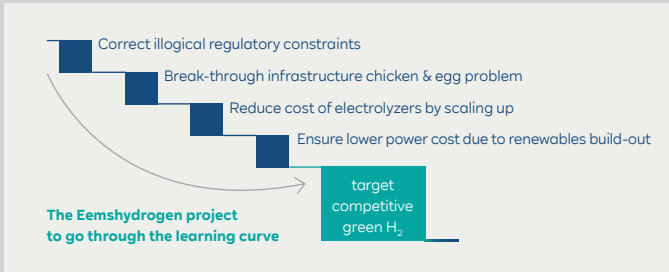 Correct illogical regulatory constraints
Break-through infrastructure chicken & egg problem
Reduce cost of electrolyzers by scaling up
Ensure lower power cost due to renewables build-out
target
competitive
green H₂
The Eemshydrogen project
to go through the learning curve